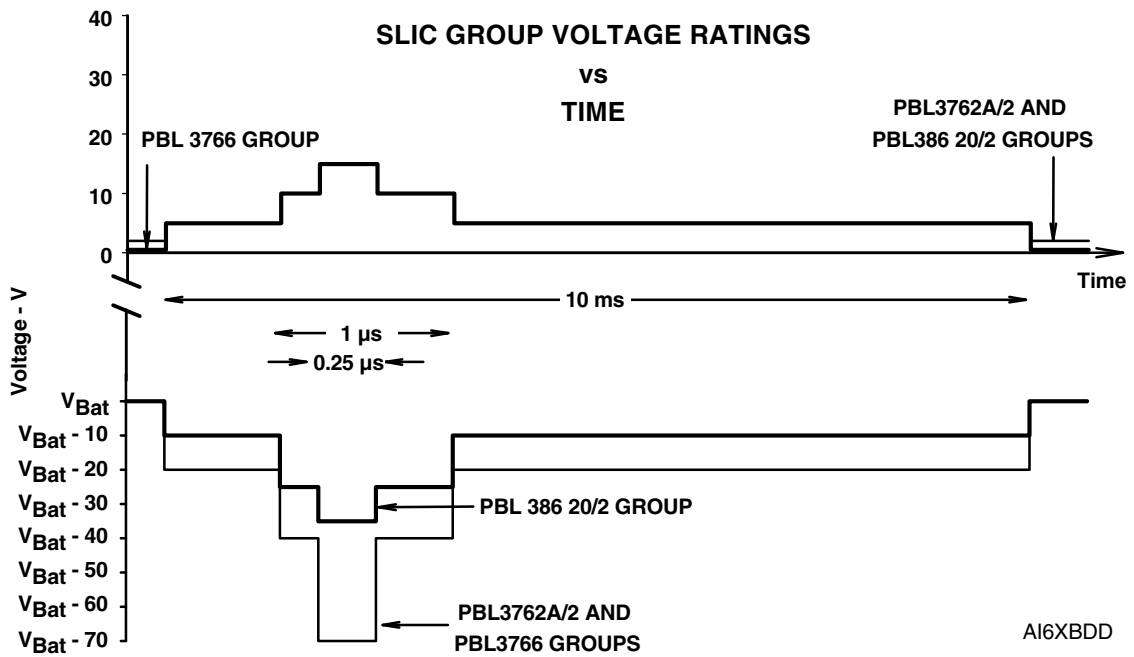 40
SLIC GROUP VOLTAGE RATINGS
vs
TIME
30
20
10
0
PBL 3766 GROUP
PBL3762A/2 AND
PBL386 20/2 GROUPS
Time
10 ms
1 µs
0.25 µs
Voltage - V
VBat
VBat - 10
VBat - 20
VBat - 30
VBat - 40
VBat - 50
VBat - 60
VBat - 70
PBL 386 20/2 GROUP
PBL3762A/2 AND
PBL3766 GROUPS
AI6XBDD